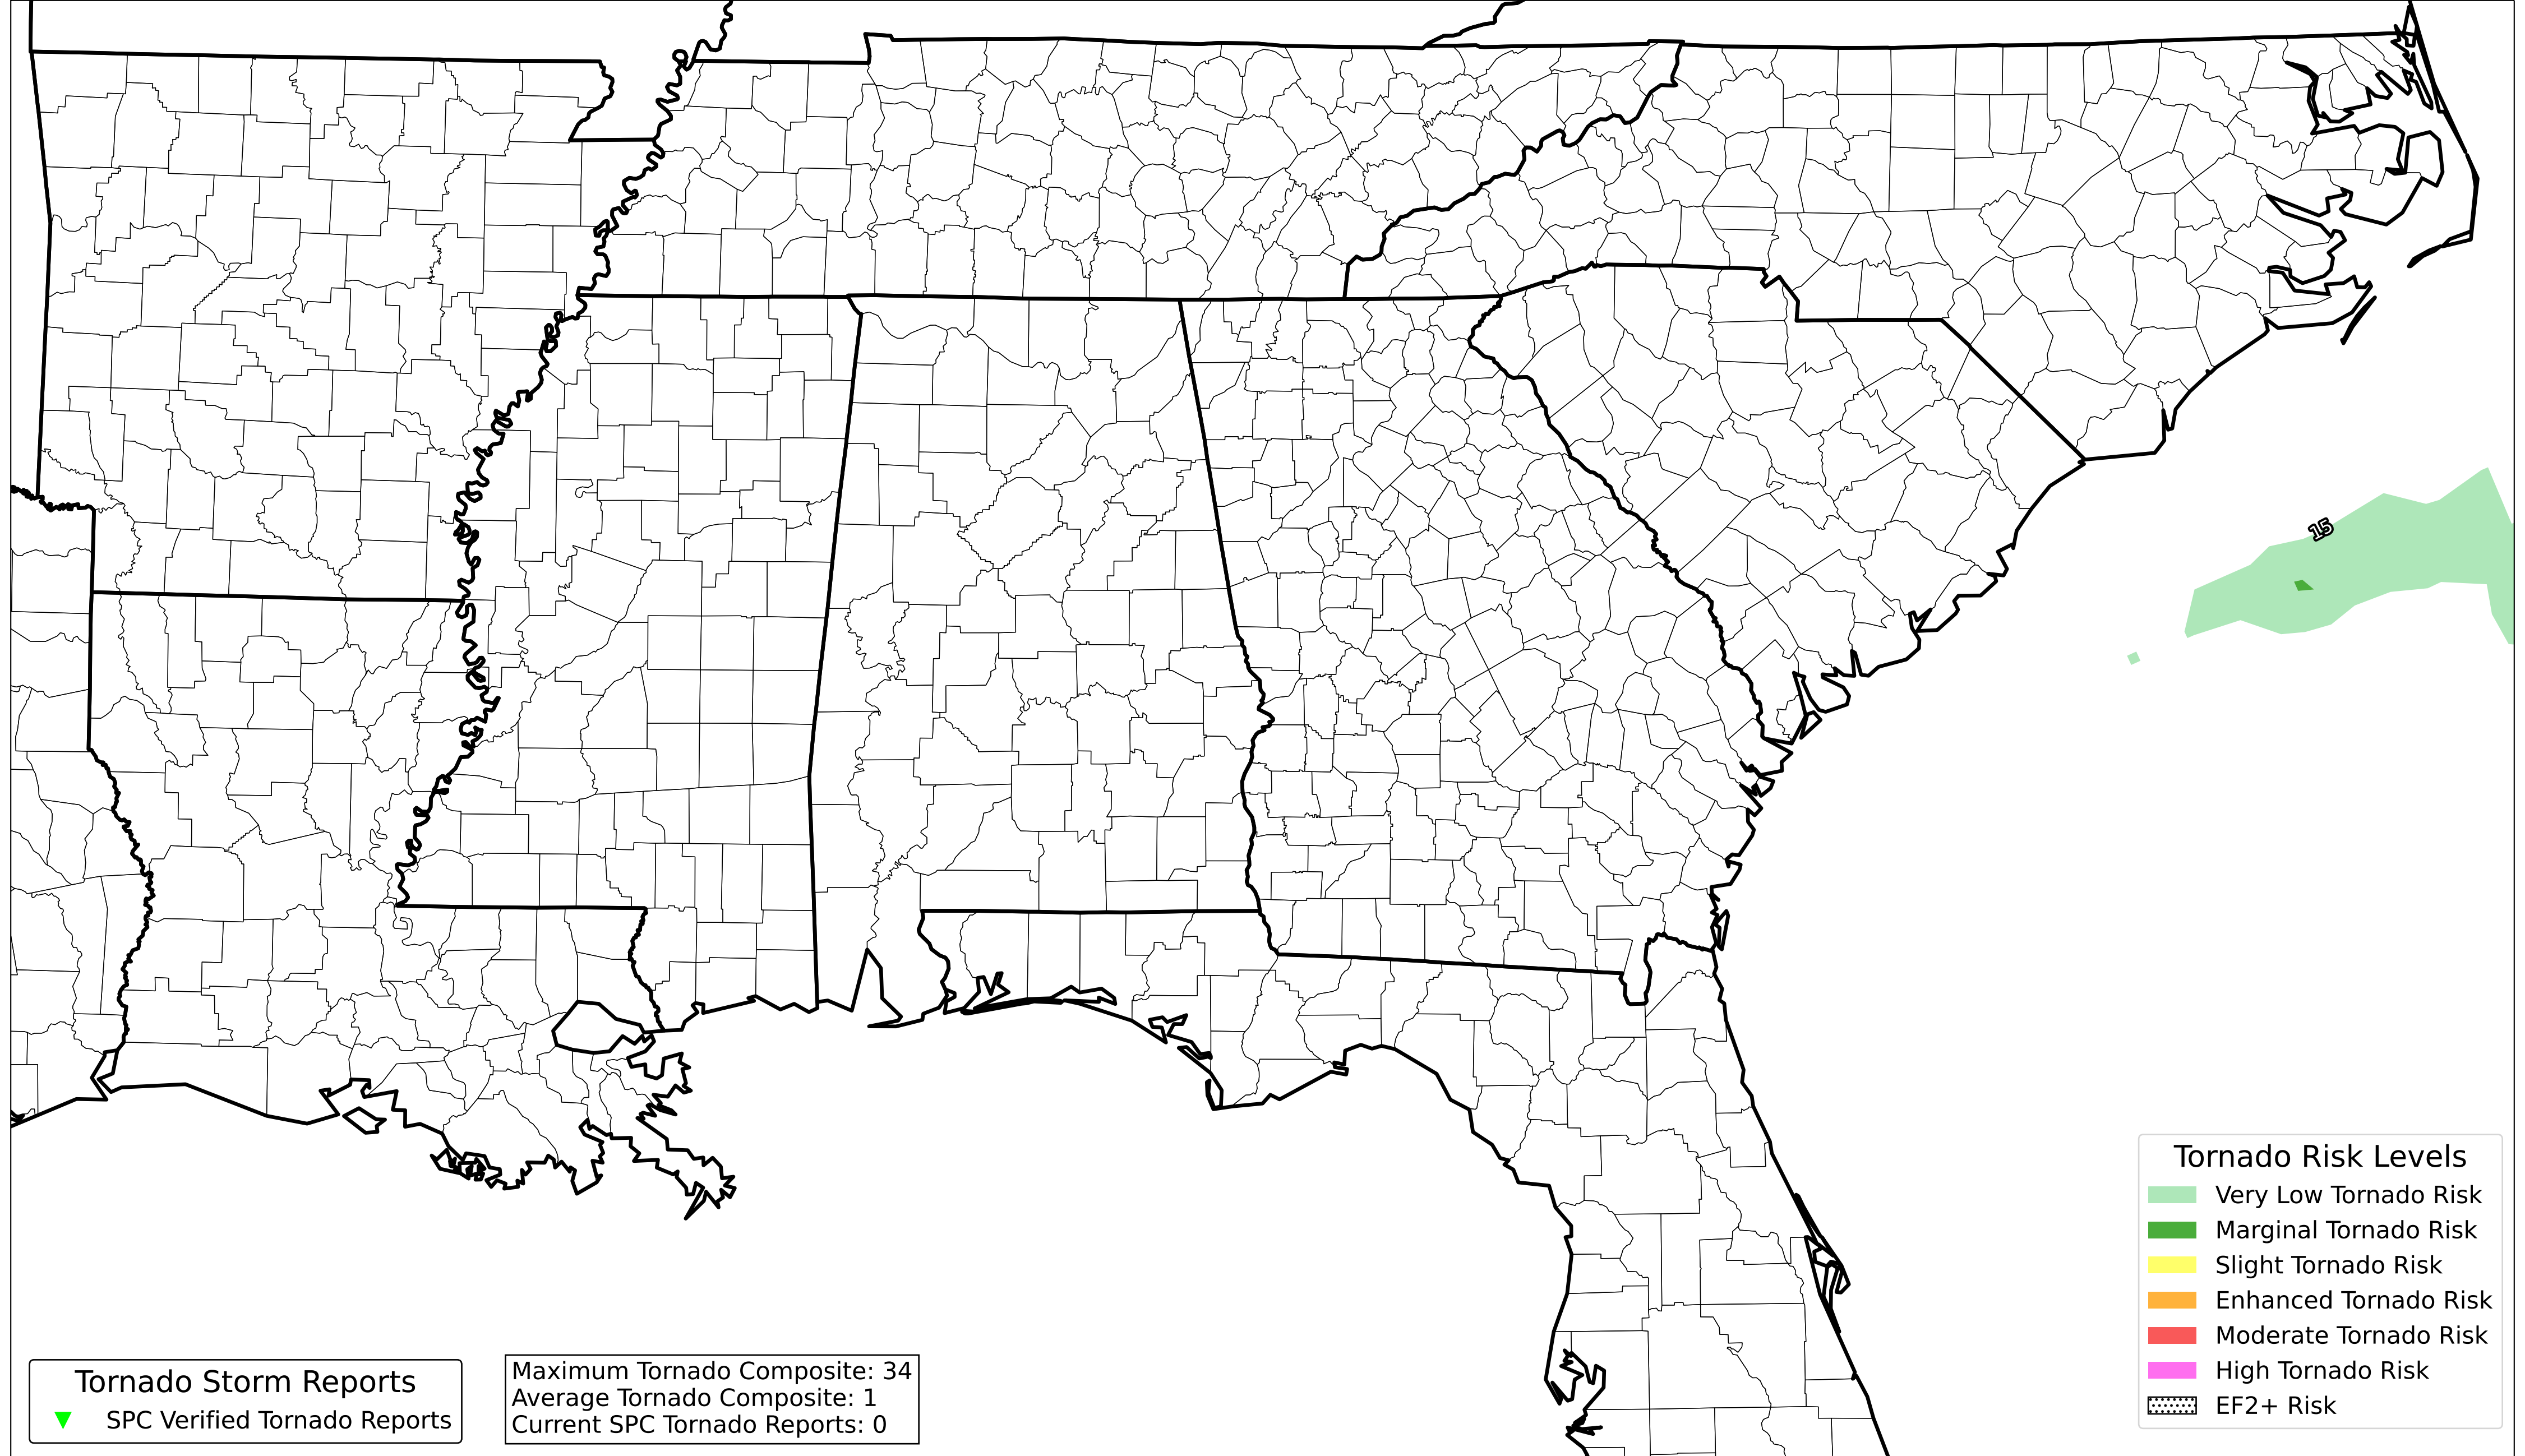 15
Tornado Risk Levels
Very Low Tornado Risk
Marginal Tornado Risk
Slight Tornado Risk
Enhanced Tornado Risk
Moderate Tornado Risk
High Tornado Risk
EF2+ Risk
Tornado Storm Reports
SPC Verified Tornado Reports
Maximum Tornado Composite: 34
Average Tornado Composite: 1
Current SPC Tornado Reports: 0